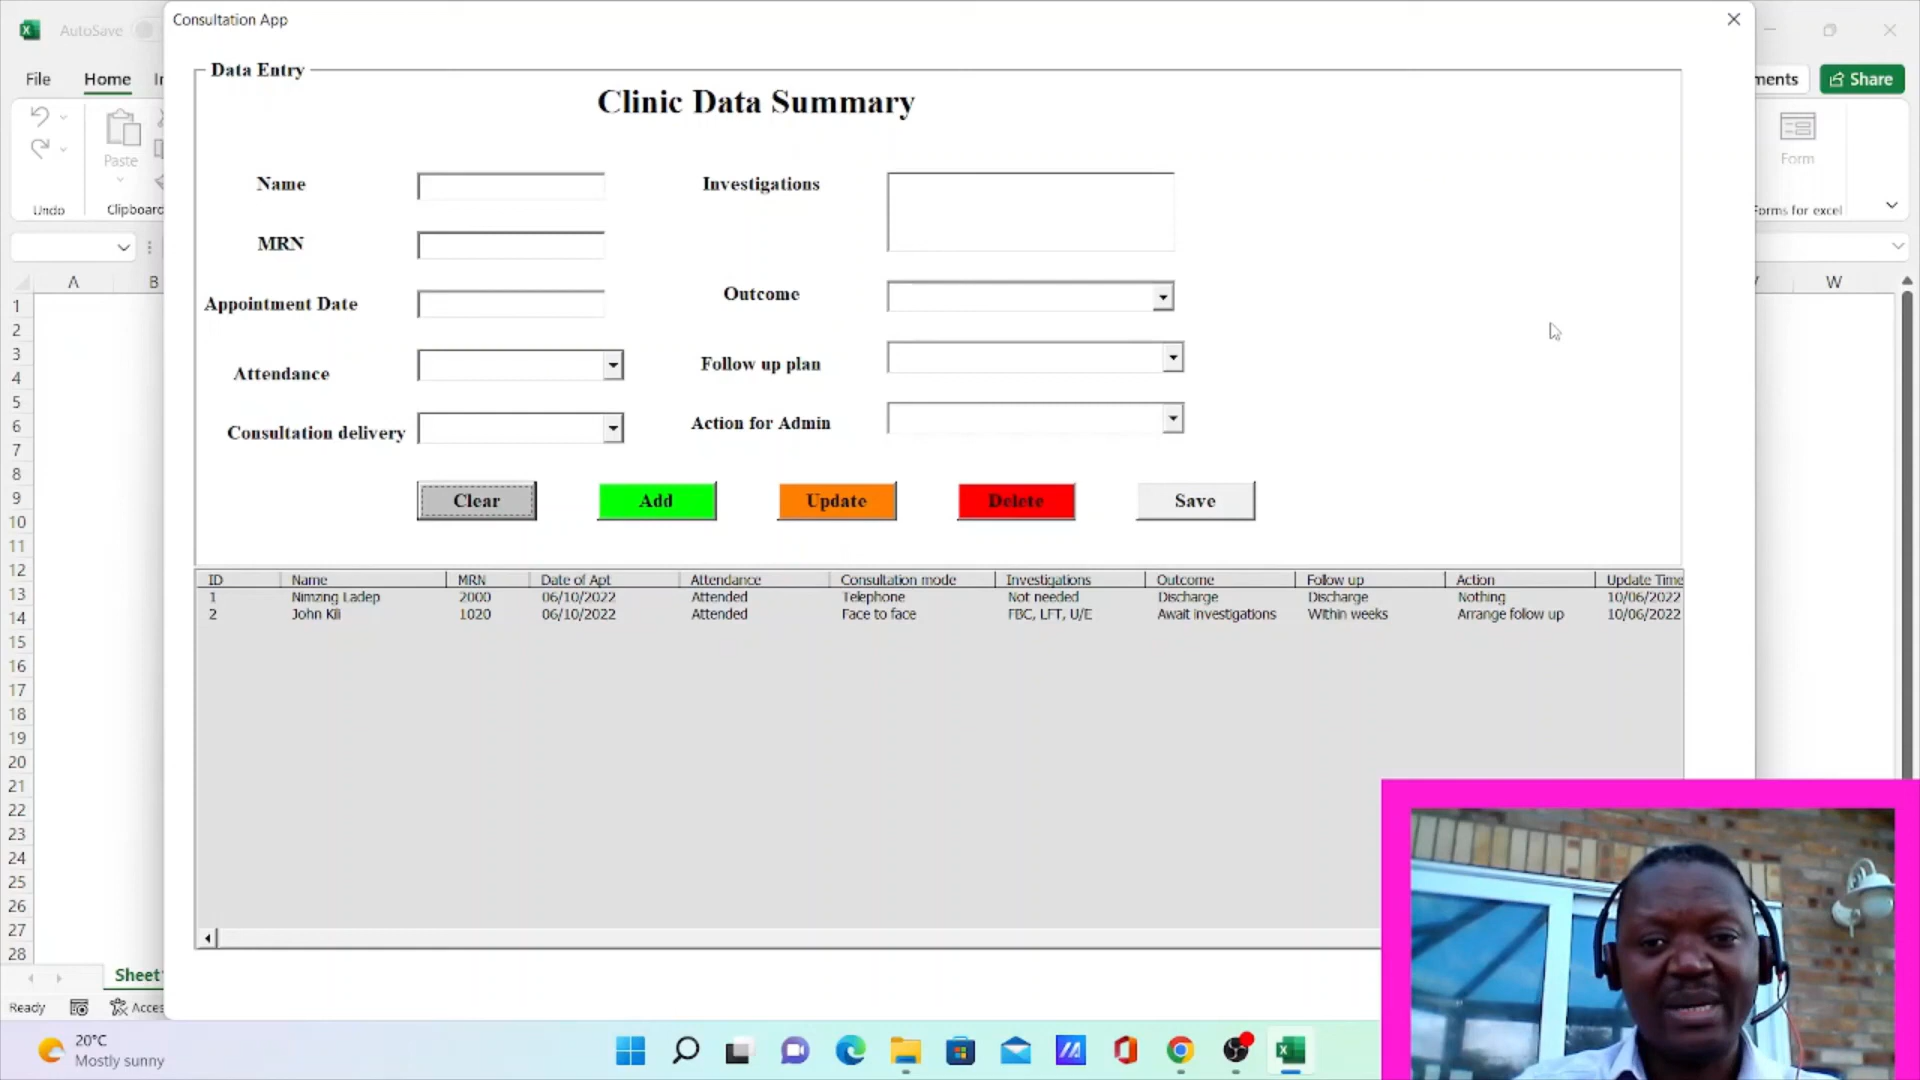 Consultation App
AutoSave
File Home
ments Share
Paste
Undo Clipboard
Form
Forms for excel
Data Entry
Clinic Data Summary
Name
MRN
Appointment Date
Attendance
Consultation delivery
Investigations
Outcome
Follow up plan
Action for Admin
Clear Add Update Delete Save
A B W
1
2
3
4
5
6
7
8
9
10
11
12
13
14
15
16
17
18
19
20
21
22
23
24
25
26
27
28
ID Name MRN Date of Apt Attendance Consultation mode Investigations Outcome Follow up Action Update Time
1 Nimzing Ladep 2000 06/10/2022 Attended Telephone Not needed Discharge Discharge Nothing 10/06/2022
2 John Kili 1020 06/10/2022 Attended Face to face FBC, LFT, U/E Await investigations Within weeks Arrange follow up 10/06/2022
Sheet
Ready Acces
20°C
Mostly sunny